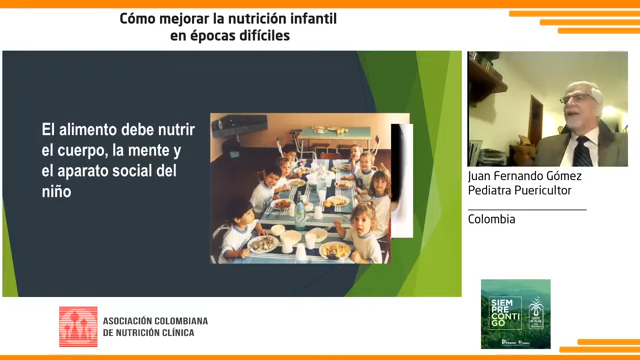 Cómo mejorar la nutrición infantil
en épocas difíciles
El alimento debe nutrir
el cuerpo, la mente y
el aparato social del
niño
Juan Fernando Gómez
Pediatra Puericultor
Colombia
ASOCIACIÓN COLOMBIANA
DE NUTRICIÓN CLÍNICA
SIEM
PRE
CONTI
GO